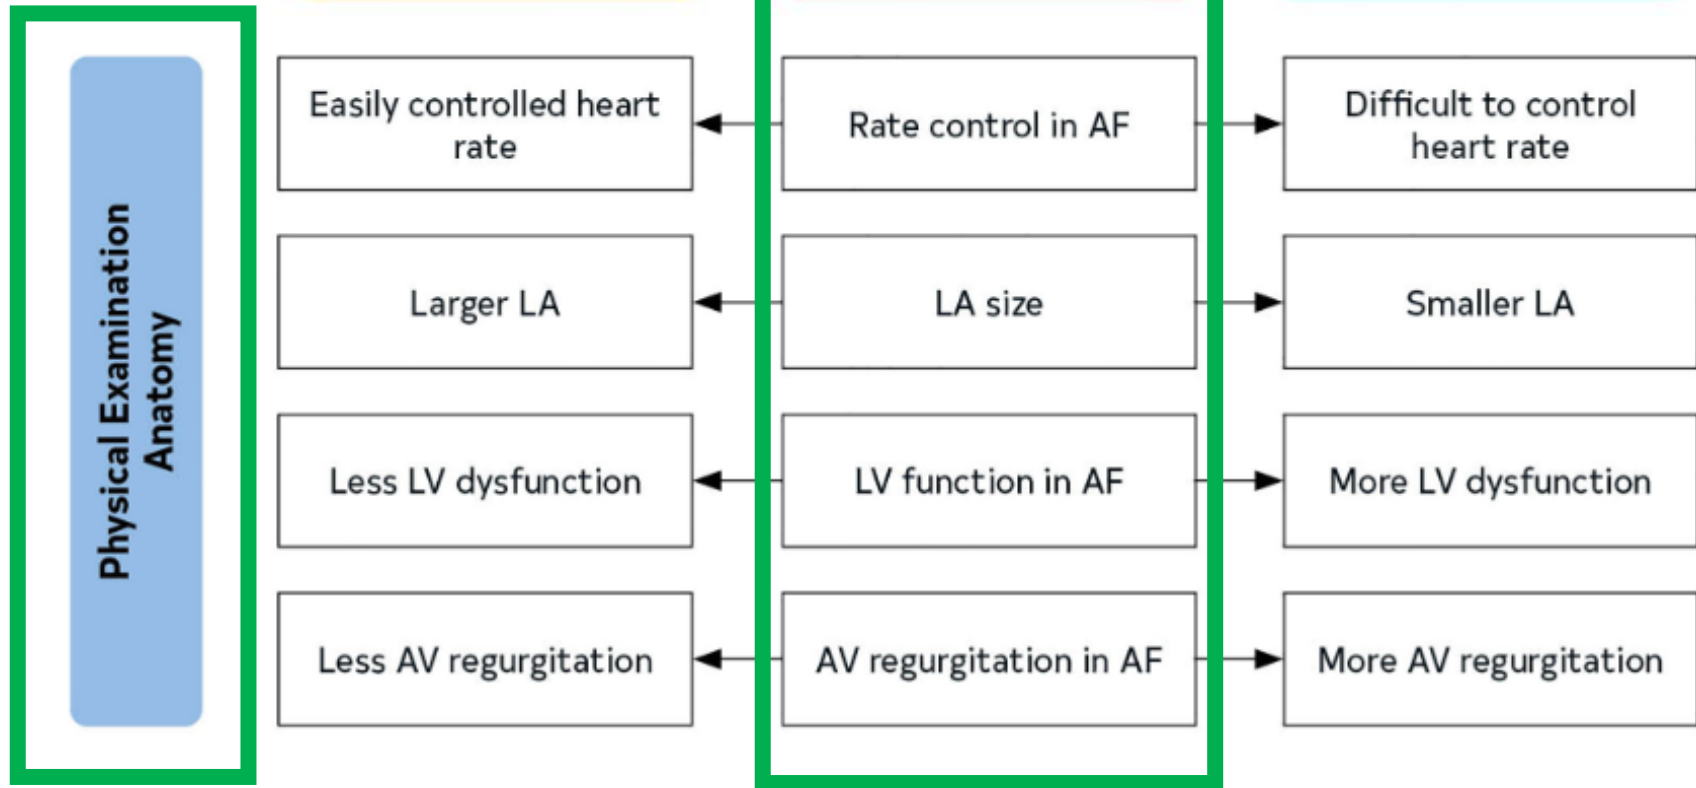 Physical Examination
Anatomy
Easily controlled heart
rate
Rate control in AF
Difficult to control
heart rate
Larger LA
LA size
Smaller LA
Less LV dysfunction
LV function in AF
More LV dysfunction
Less AV regurgitation
AV regurgitation in AF
More AV regurgitation